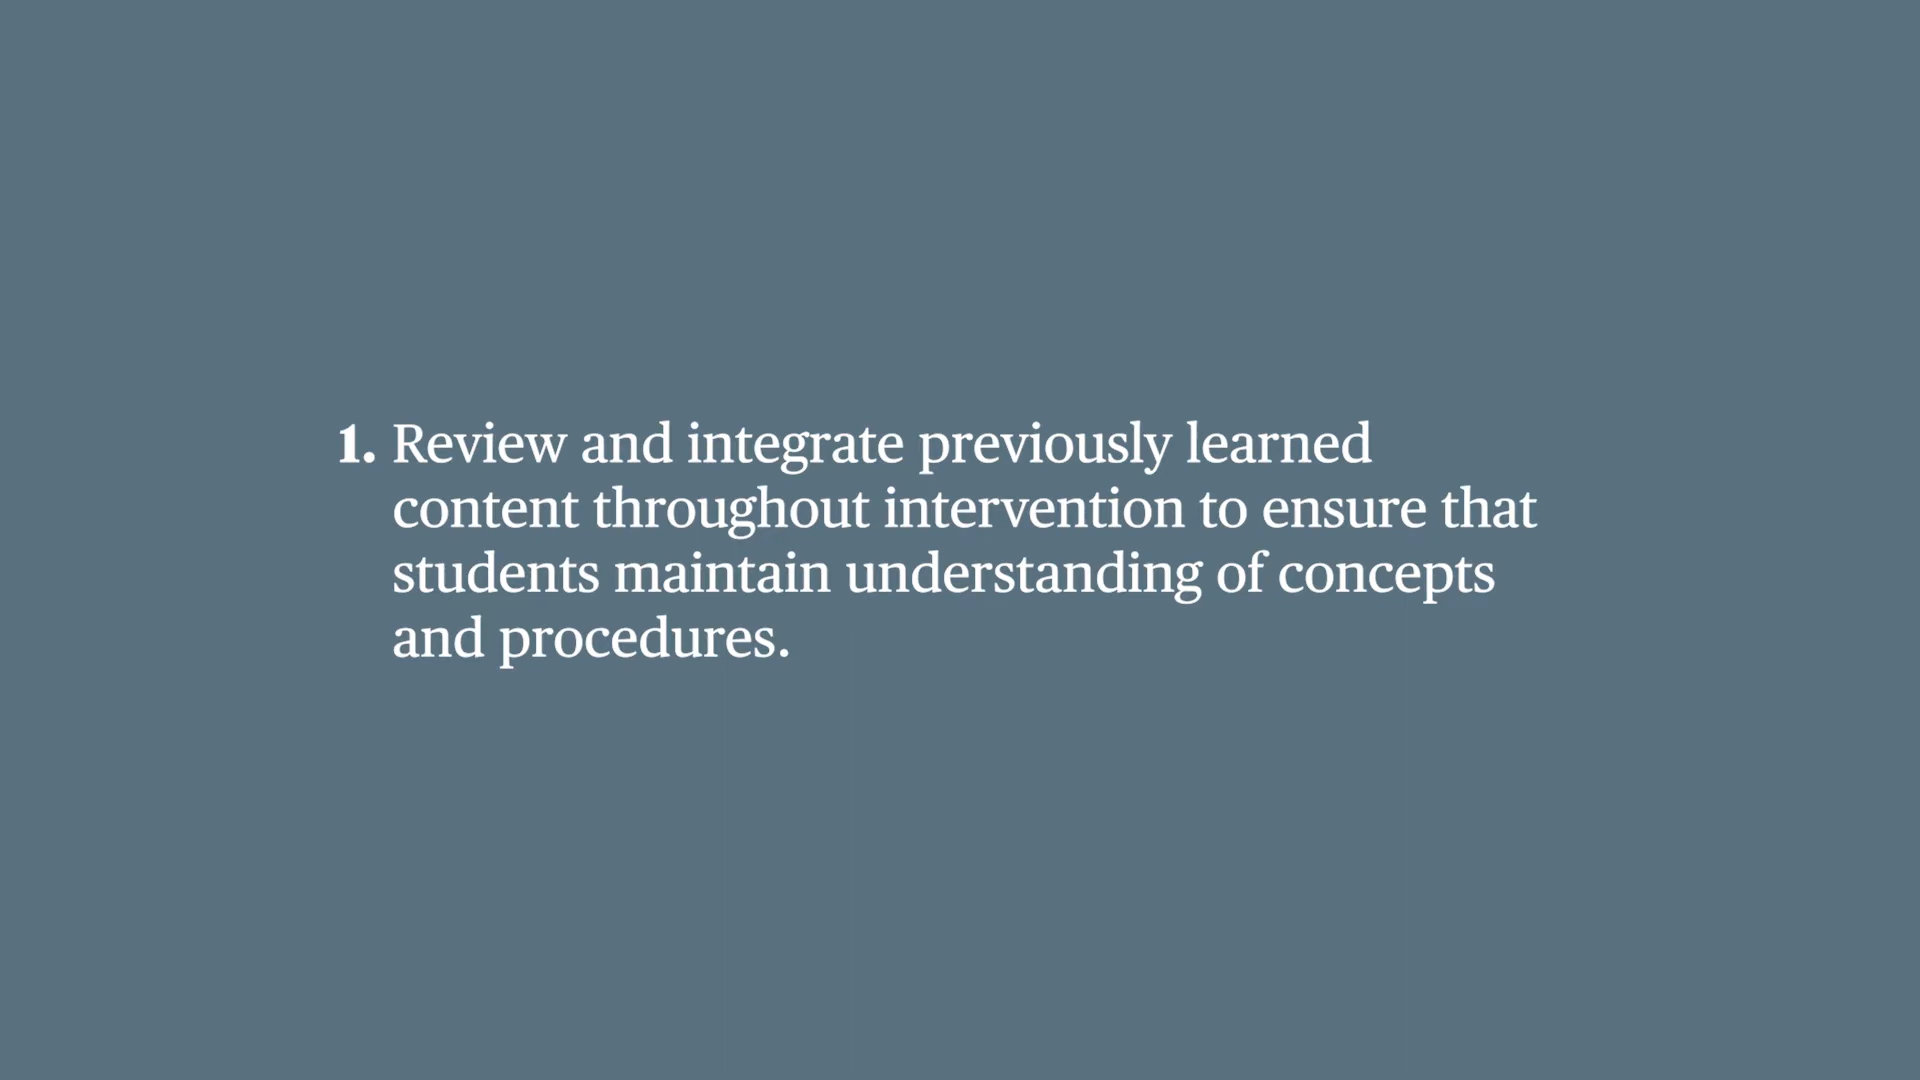 1. Review and integrate previously learned
content throughout intervention to ensure that
students maintain understanding of concepts
and procedures.